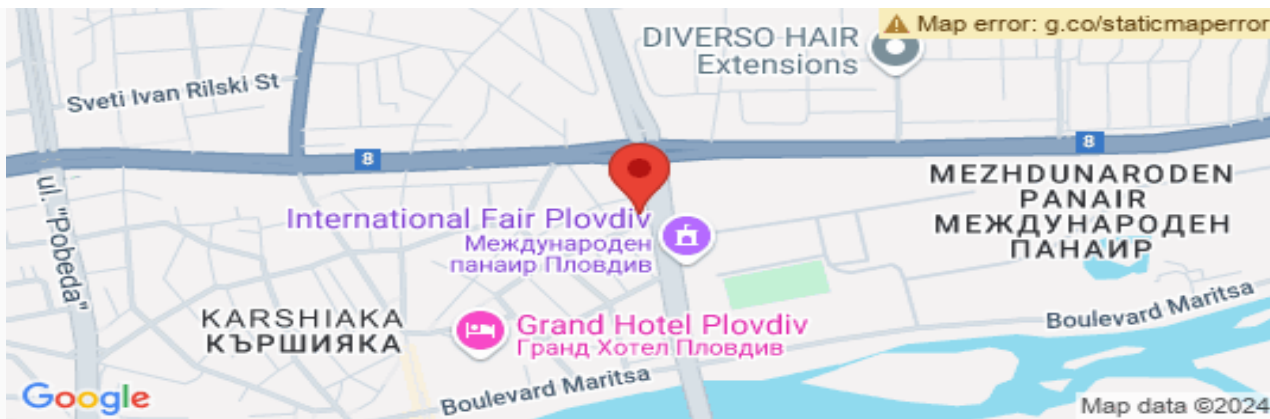 Map error: g.co/staticmaperror
DIVERSO HAIR
Extensions
Sveti Ivan Rilski St
8
8
ul. "Pobeda"
MEZHDUNARODEN
PANAIR
МЕЖДУНАРОДЕН
ПАНАИР
International Fair Plovdiv
Международен
панаир Пловдив
KARSHIAKA
КЪРШИЯКА
Grand Hotel Plovdiv
Гранд Хотел Пловдив
Boulevard Maritsa
Boulevard Maritsa
Google
Map data ©2024